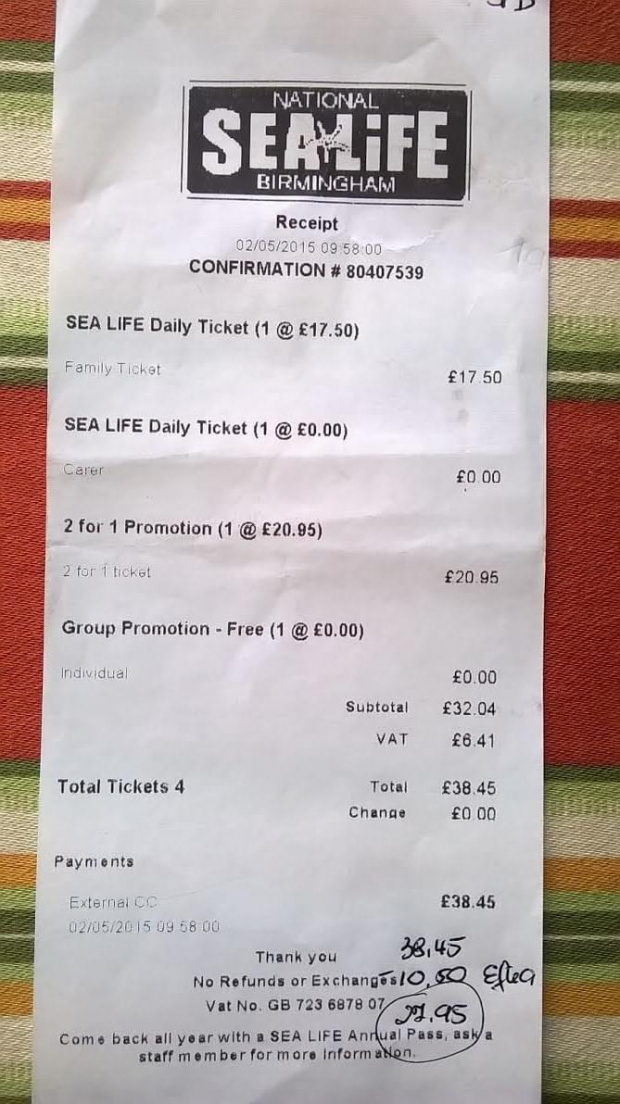 NATIONAL
SEA LiFE
BIRMINGHAM
Receipt
02/05/2015 09:58:00
CONFIRMATION # 80407539
SEA LIFE Daily Ticket (1 @ £17.50)
Family Ticket £17.50
SEA LIFE Daily Ticket (1 @ £0.00)
Carer £0.00
2 for 1 Promotion (1 @ £20.95)
2 for 1 ticket £20.95
Group Promotion - Free (1 @ £0.00)
Individual £0.00
Subtotal £32.04
VAT £6.41
Total Tickets 4 Total £38.45
Change £0.00
Payments
External CC £38.45
02/05/2015 09:58:00
Thank you 38,45
No Refunds or Exchanges 10,50
Vat No. GB 723 6878 07 27,95
Come back all year with a SEA LIFE Annual Pass, ask a
staff member for more information.